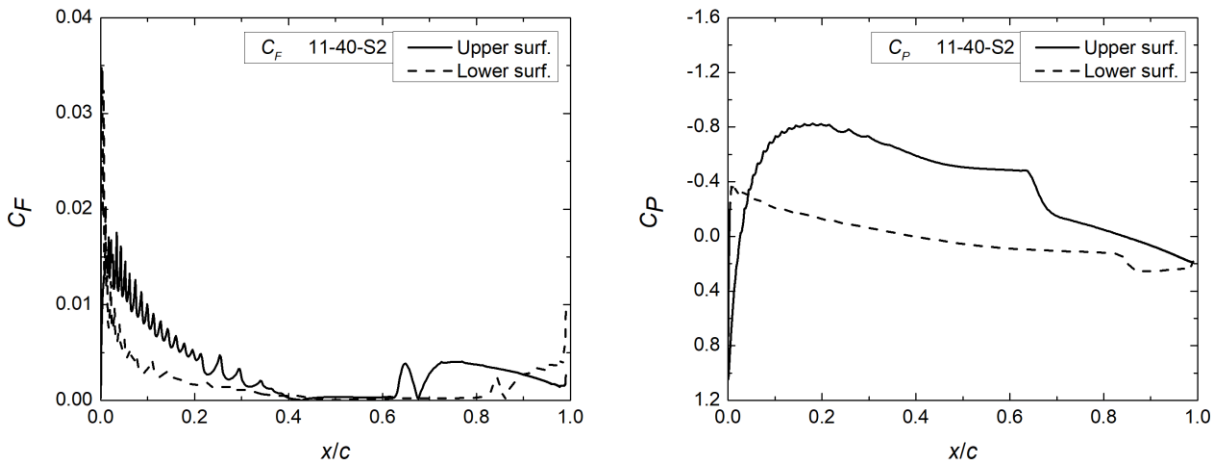 0.04
0.03
0.02
0.01
0.00
C_F
C_F 11-40-S2
Upper surf.
Lower surf.
0.0 0.2 0.4 0.6 0.8 1.0
x/c
-1.6
-1.2
-0.8
-0.4
0.0
0.4
0.8
1.2
C_P
C_P 11-40-S2
Upper surf.
Lower surf.
0.0 0.2 0.4 0.6 0.8 1.0
x/c